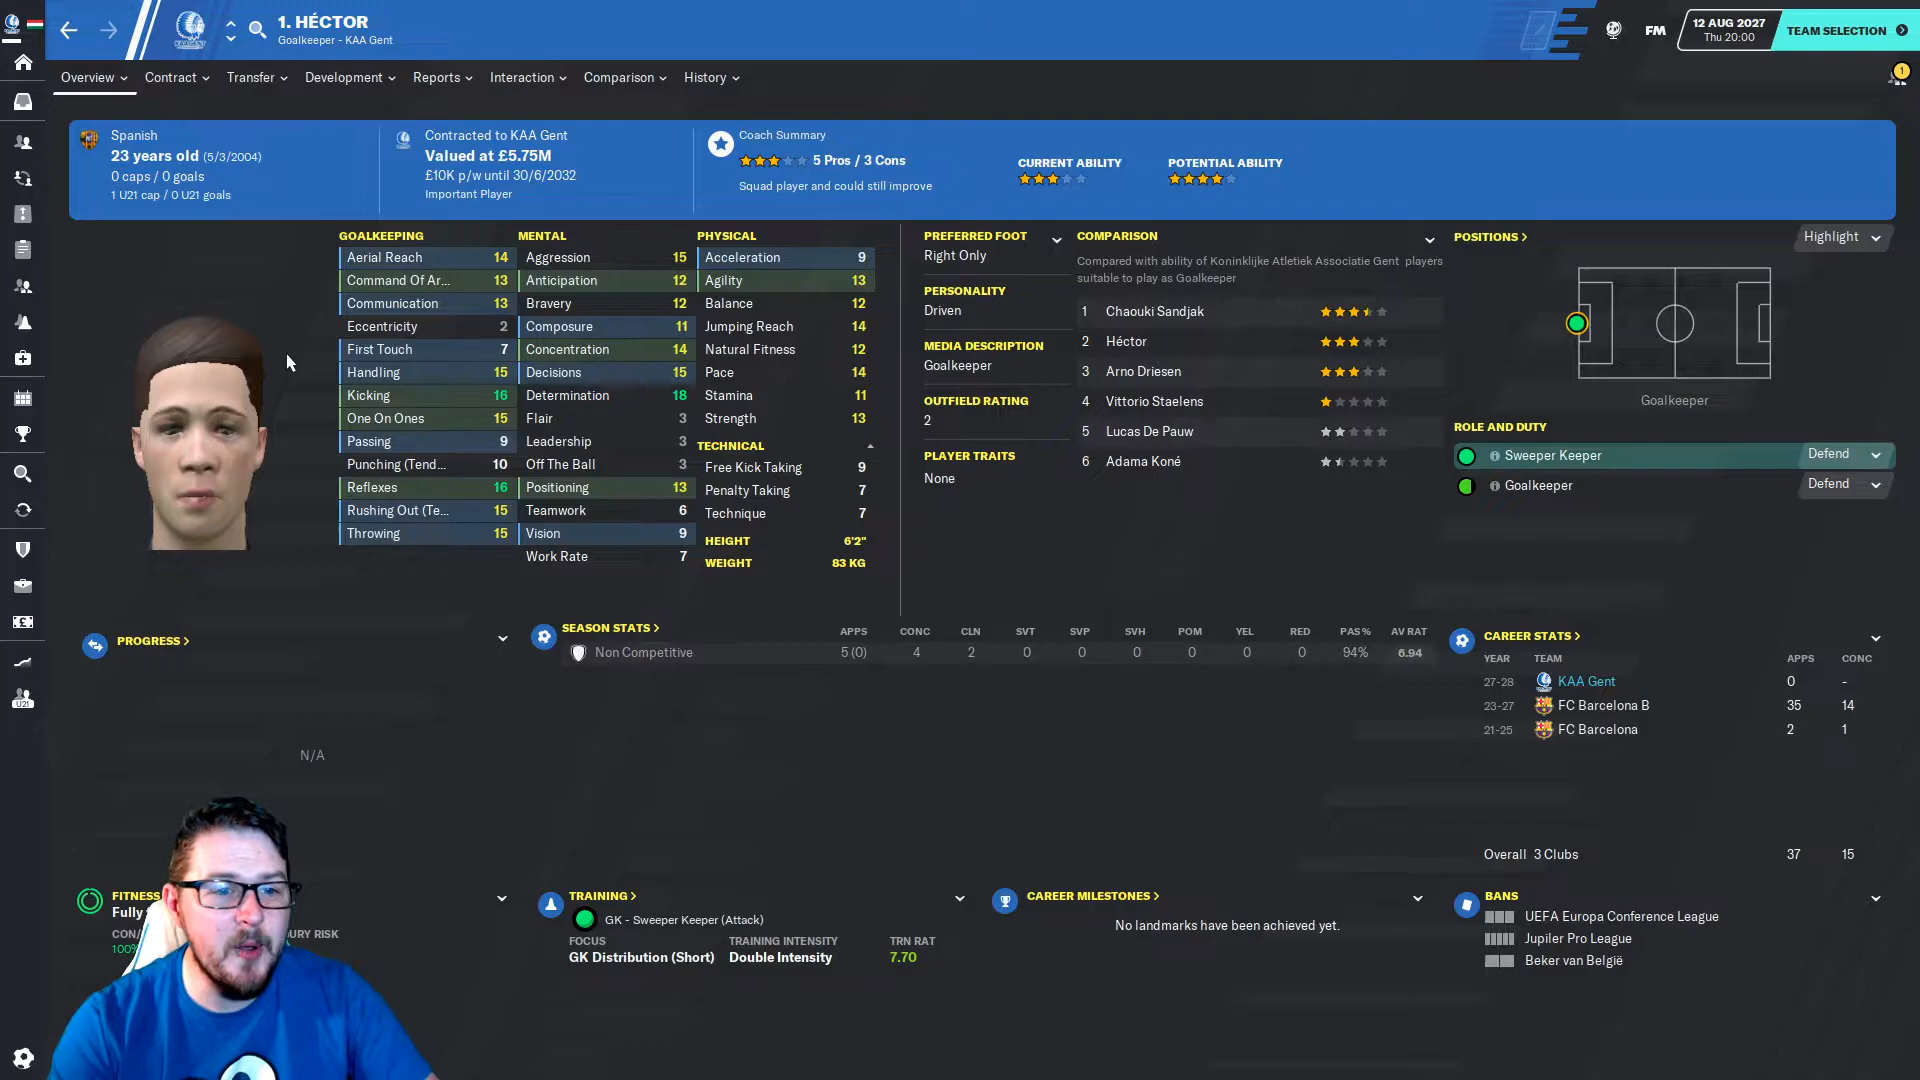 1. HÉCTOR
Goalkeeper - KAA Gent
FM
12 AUG 2027
Thu 20:00
TEAM SELECTION
Overview
Contract
Transfer
Development
Reports
Interaction
Comparison
History
1
Spanish
23 years old (5/3/2004)
0 caps / 0 goals
1 U21 cap / 0 U21 goals
Contracted to KAA Gent
Valued at £5.75M
£10K p/w until 30/6/2032
Important Player
Coach Summary
5 Pros / 3 Cons
Squad player and could still improve
CURRENT ABILITY
POTENTIAL ABILITY
GOALKEEPING
Aerial Reach 14
Command Of Ar... 13
Communication 13
Eccentricity 2
First Touch 7
Handling 15
Kicking 16
One On Ones 15
Passing 9
Punching (Tend... 10
Reflexes 16
Rushing Out (Te... 15
Throwing 15
MENTAL
Aggression 15
Anticipation 12
Bravery 12
Composure 11
Concentration 14
Decisions 15
Determination 18
Flair 3
Leadership 3
Off The Ball 3
Positioning 13
Teamwork 6
Vision 9
Work Rate 7
PHYSICAL
Acceleration 9
Agility 13
Balance 12
Jumping Reach 14
Natural Fitness 12
Pace 14
Stamina 11
Strength 13
TECHNICAL
Free Kick Taking 9
Penalty Taking 7
Technique 7
HEIGHT 6'2"
WEIGHT 83 KG
PREFERRED FOOT
Right Only
PERSONALITY
Driven
MEDIA DESCRIPTION
Goalkeeper
OUTFIELD RATING
2
PLAYER TRAITS
None
COMPARISON
Compared with ability of Koninklijke Atletiek Associatie Gent players
suitable to play as Goalkeeper
1 Chaouki Sandjak
2 Héctor
3 Arno Driesen
4 Vittorio Staelens
5 Lucas De Pauw
6 Adama Koné
POSITIONS >
Highlight
Goalkeeper
ROLE AND DUTY
Sweeper Keeper Defend
Goalkeeper Defend
PROGRESS >
N/A
SEASON STATS > APPS CONC CLN SVT SVP SVH POM YEL RED PAS% AV RAT
Non Competitive 5 (0) 4 2 0 0 0 0 0 0 94% 6.94
CAREER STATS >
YEAR TEAM APPS CONC
27-28 KAA Gent 0 -
23-27 FC Barcelona B 35 14
21-25 FC Barcelona 2 1
Overall 3 Clubs 37 15
FITNESS
Fully
CON
URY RISK
100%
TRAINING >
GK - Sweeper Keeper (Attack)
FOCUS TRAINING INTENSITY TRN RAT
GK Distribution (Short) Double Intensity 7.70
CAREER MILESTONES >
No landmarks have been achieved yet.
BANS
UEFA Europa Conference League
Jupiler Pro League
Beker van België
U21